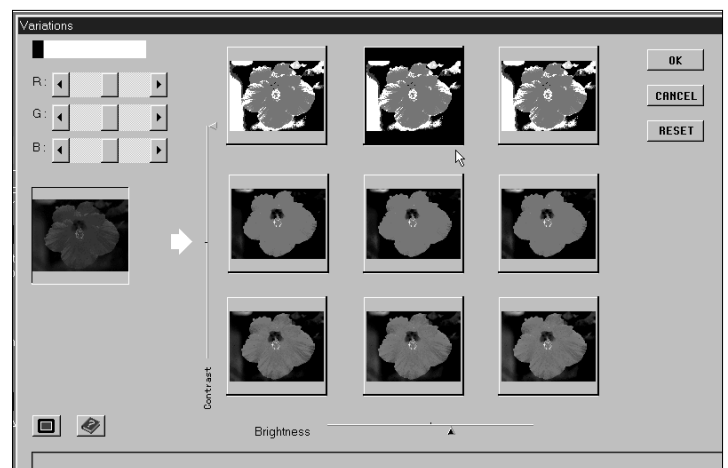 Variations
R:
G:
B:
OK
CANCEL
RESET
Contrast
Brightness